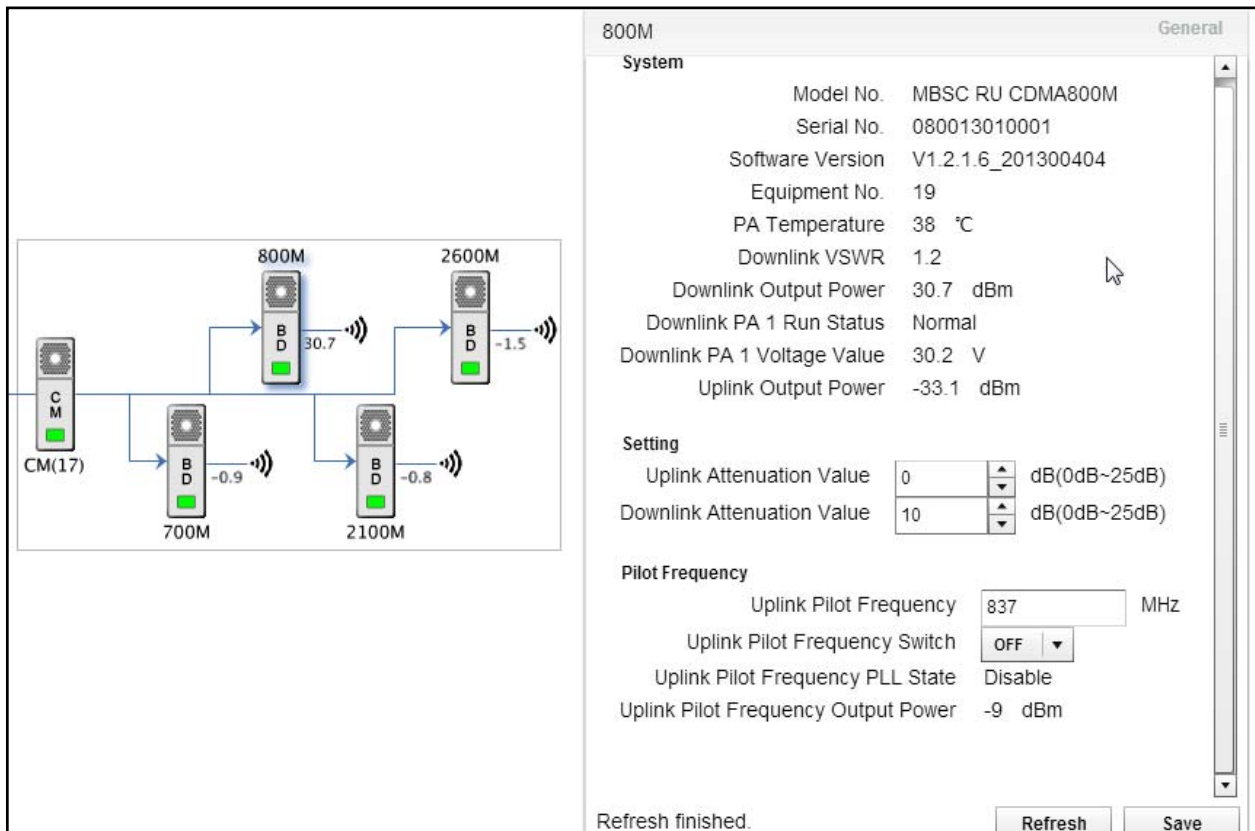 800M General
System
Model No. MBSC RU CDMA800M
Serial No. 080013010001
Software Version V1.2.1.6_201300404
Equipment No. 19
PA Temperature 38 ℃
Downlink VSWR 1.2
Downlink Output Power 30.7 dBm
Downlink PA 1 Run Status Normal
Downlink PA 1 Voltage Value 30.2 V
Uplink Output Power -33.1 dBm
Setting
Uplink Attenuation Value 0 dB(0dB~25dB)
Downlink Attenuation Value 10 dB(0dB~25dB)
Pilot Frequency
Uplink Pilot Frequency 837 MHz
Uplink Pilot Frequency Switch OFF
Uplink Pilot Frequency PLL State Disable
Uplink Pilot Frequency Output Power -9 dBm
Refresh finished. Refresh Save
800M 2600M
BD 30.7 BD -1.5
CM
CM(17)
BD -0.9 BD -0.8
700M 2100M